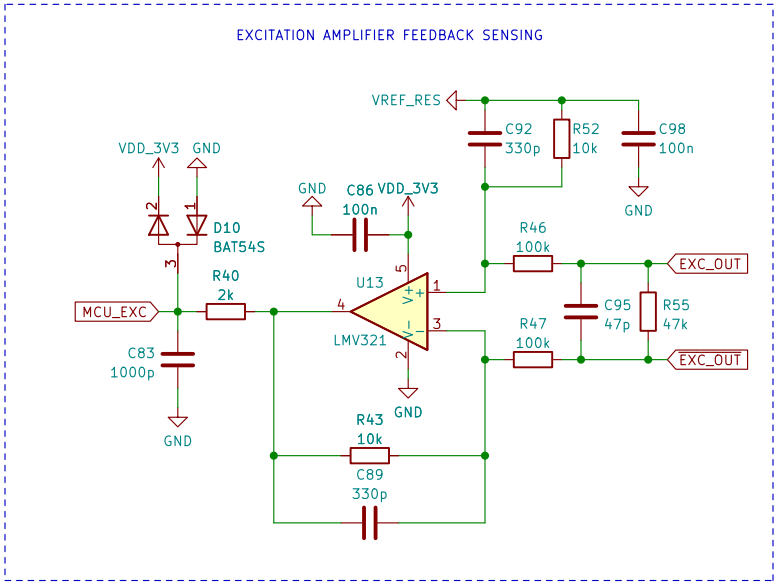 EXCITATION AMPLIFIER FEEDBACK SENSING
VREF_RES
C92
330p
R52
10k
C98
100n
GND
VDD_3V3
GND
2
1
D10
BAT54S
3
GND
C86
100n
VDD_3V3
R46
100k
EXC_OUT
U13
5
V+
+
1
4
R40
2k
MCU_EXC
C95
47p
R55
47k
LMV321
V-
-
3
2
R47
100k
EXC_OUT
C83
1000p
GND
GND
R43
10k
C89
330p